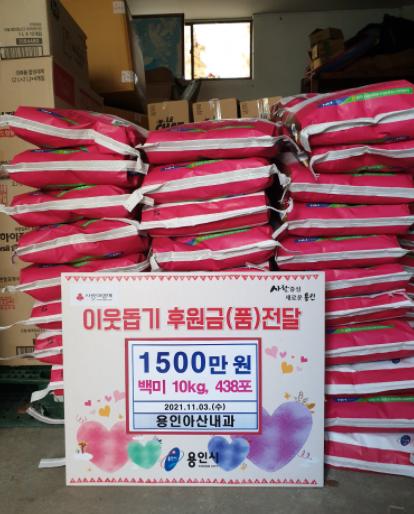 사랑의열매
사람중심
새로운 용인
이웃돕기 후원금(품)전달
1500만 원
백미 10kg, 438포
2021.11.03.(수)
용인아산내과
용인시